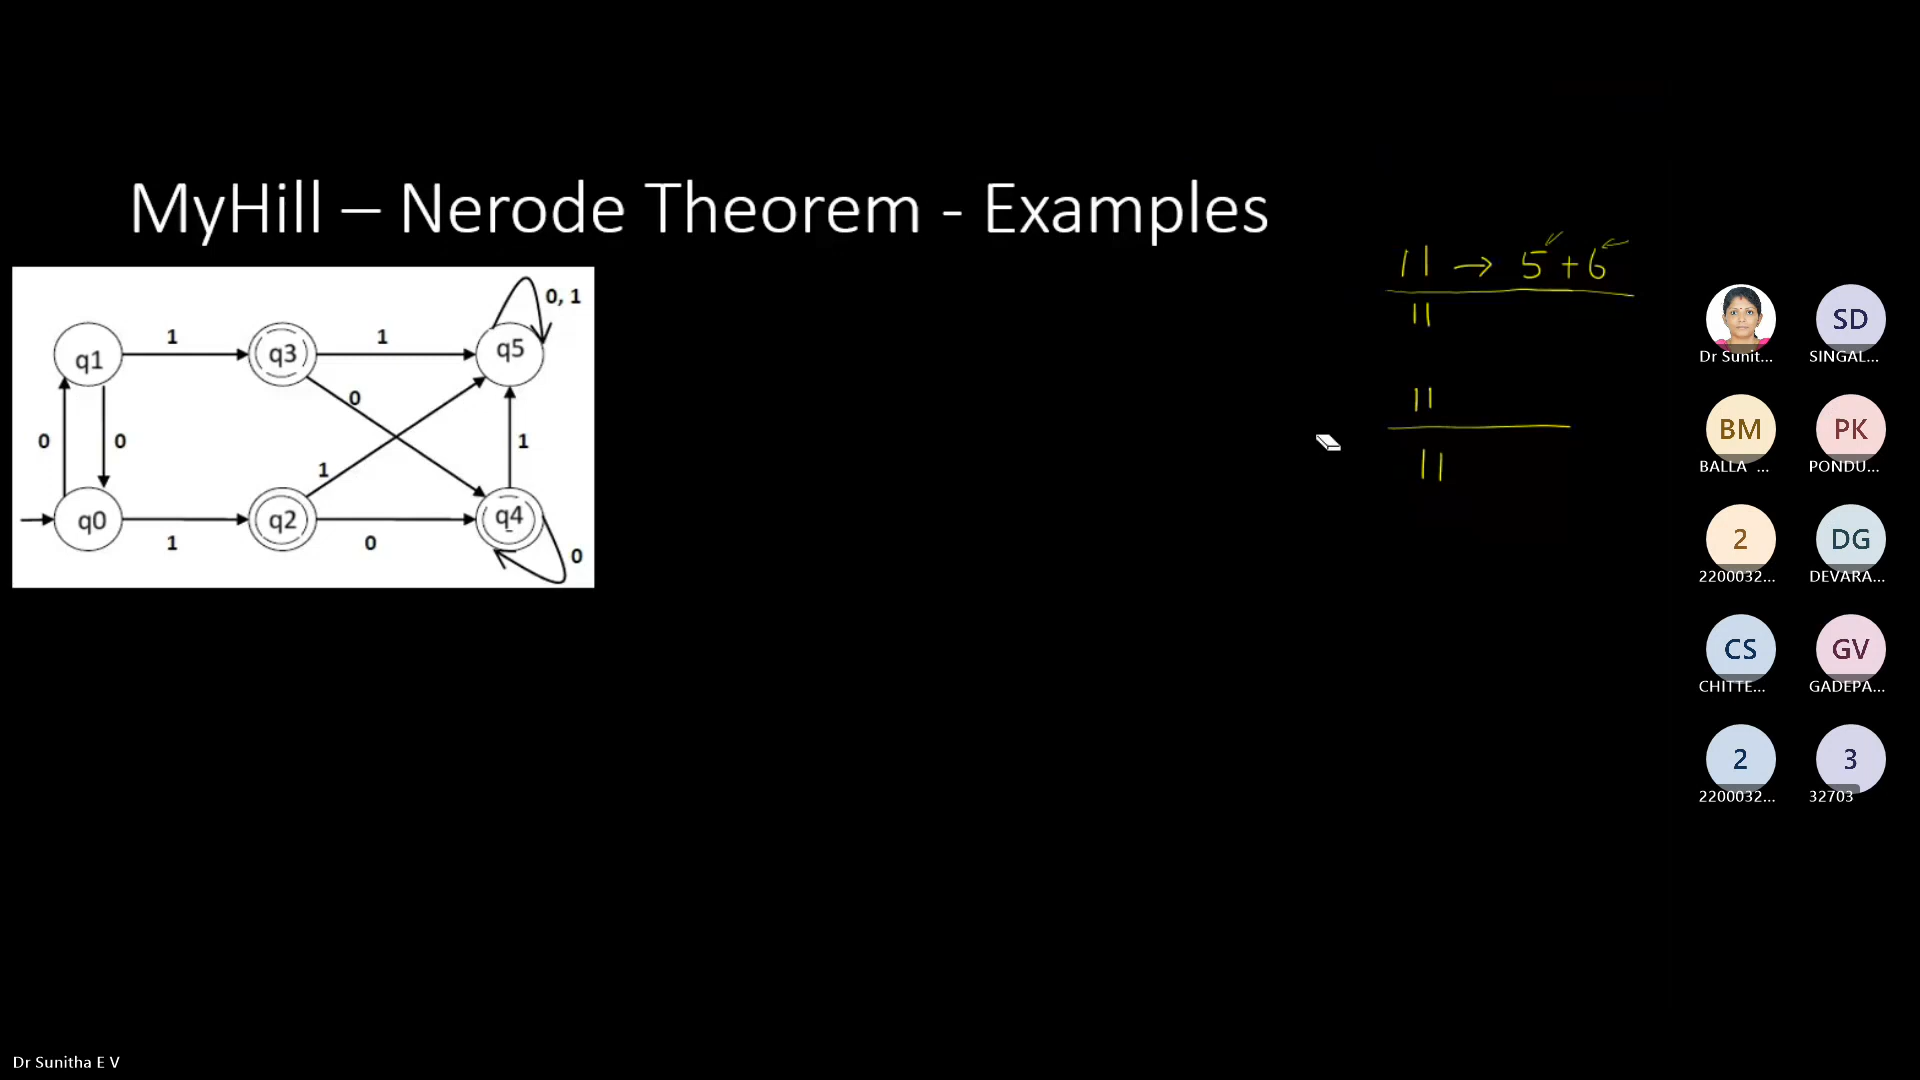 MyHill – Nerode Theorem - Examples
11 → 5 + 6
11
11
11
0, 1
q1
1
q3
1
q5
0
0
0
1
1
q0
1
q2
0
q4
0
Dr Sunit...
SD
SINGAL...
BM
BALLA ...
PK
PONDU...
2
2200032...
DG
DEVARA...
CS
CHITTE...
GV
GADEPA...
2
2200032...
3
32703
Dr Sunitha E V